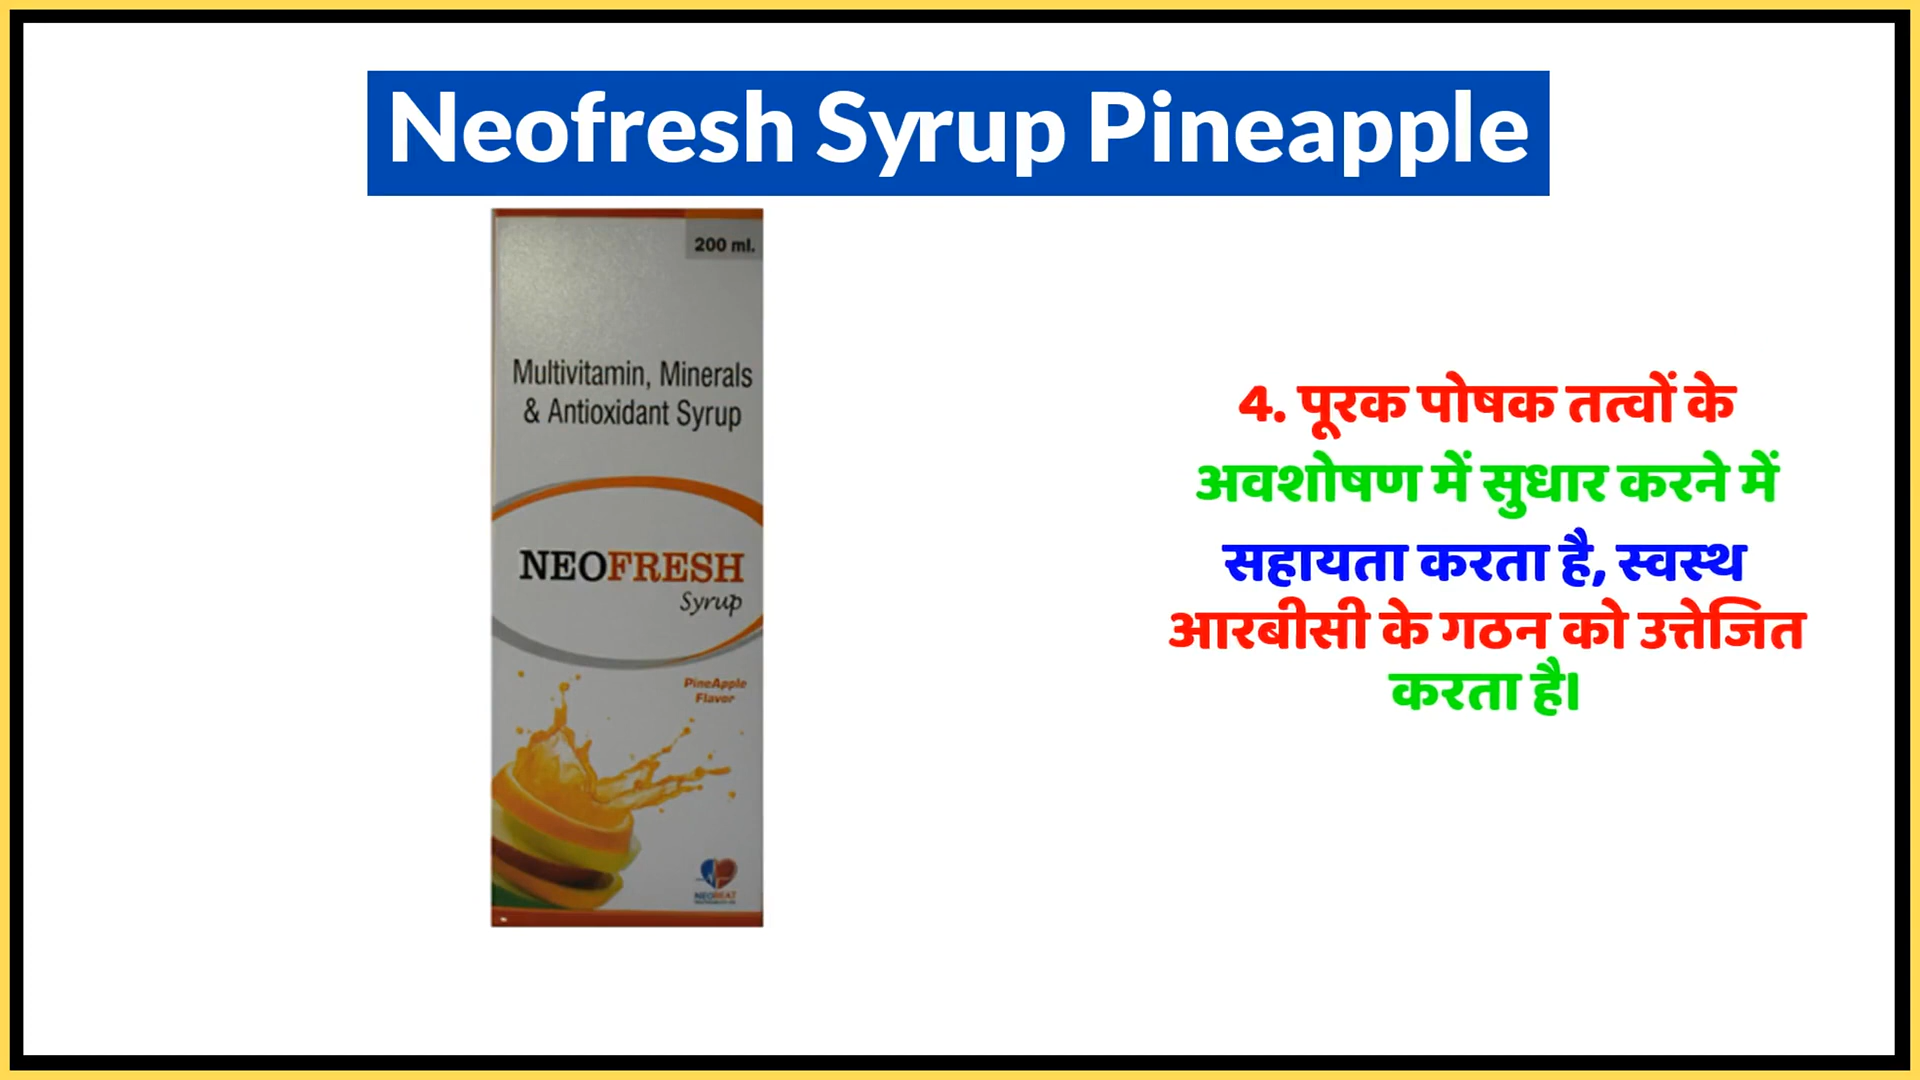 Neofresh Syrup Pineapple
200 ml.
Multivitamin, Minerals
& Antioxidant Syrup
NEOFRESH
Syrup
PineApple
Flavor
NEOBEAT
4. पूरक पोषक तत्वों के
अवशोषण में सुधार करने में
सहायता करता है, स्वस्थ
आरबीसी के गठन को उत्तेजित
करता है।